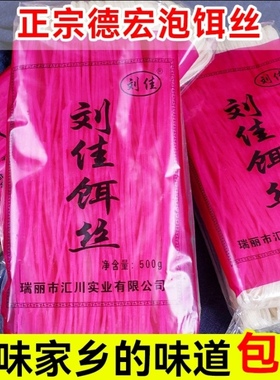 正宗德宏泡饵丝
刘佳
刘佳饵丝
净含量：500g
瑞丽市汇川实业有限公司
味家乡的味道包